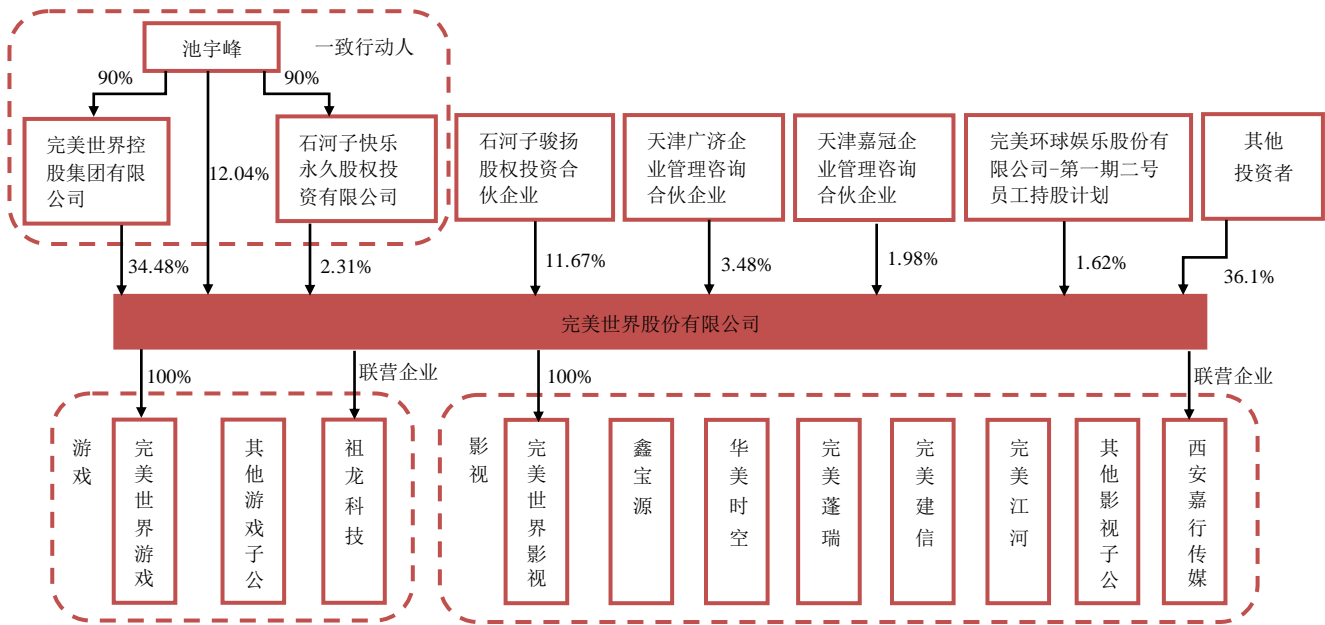 池宇峰
一致行动人
90%
90%
完美世界控
股集团有限
公司
12.04%
石河子快乐
永久股权投
资有限公司
石河子骏扬
股权投资合
伙企业
天津广济企
业管理咨询
合伙企业
天津嘉冠企
业管理咨询
合伙企业
完美环球娱乐股份有
限公司-第一期二号
员工持股计划
其他
投资者
34.48%
2.31%
11.67%
3.48%
1.98%
1.62%
36.1%
完美世界股份有限公司
100%
联营企业
100%
联营企业
游戏
完美世界游戏
其他游戏子公
祖龙科技
影视
完美世界影视
鑫宝源
华美时空
完美蓬瑞
完美建信
完美江河
其他影视子公
西安嘉行传媒